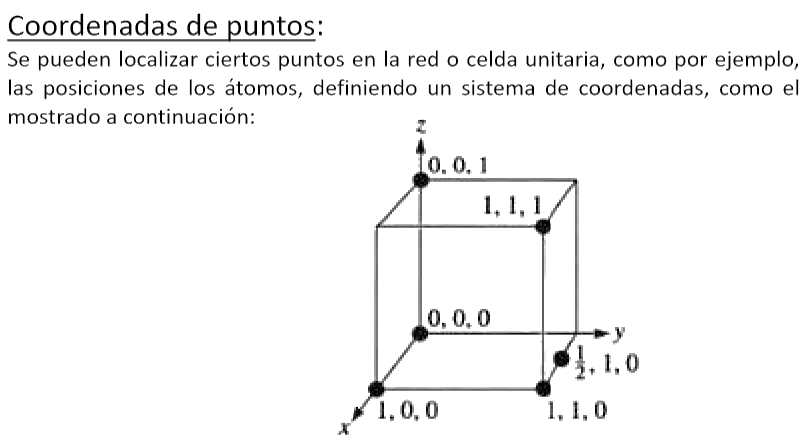 Coordenadas de puntos:
Se pueden localizar ciertos puntos en la red o celda unitaria, como por ejemplo,
las posiciones de los átomos, definiendo un sistema de coordenadas, como el
mostrado a continuación:
z
0, 0, 1
1, 1, 1
0, 0, 0
y
1/2, 1, 0
1, 0, 0
1, 1, 0
x